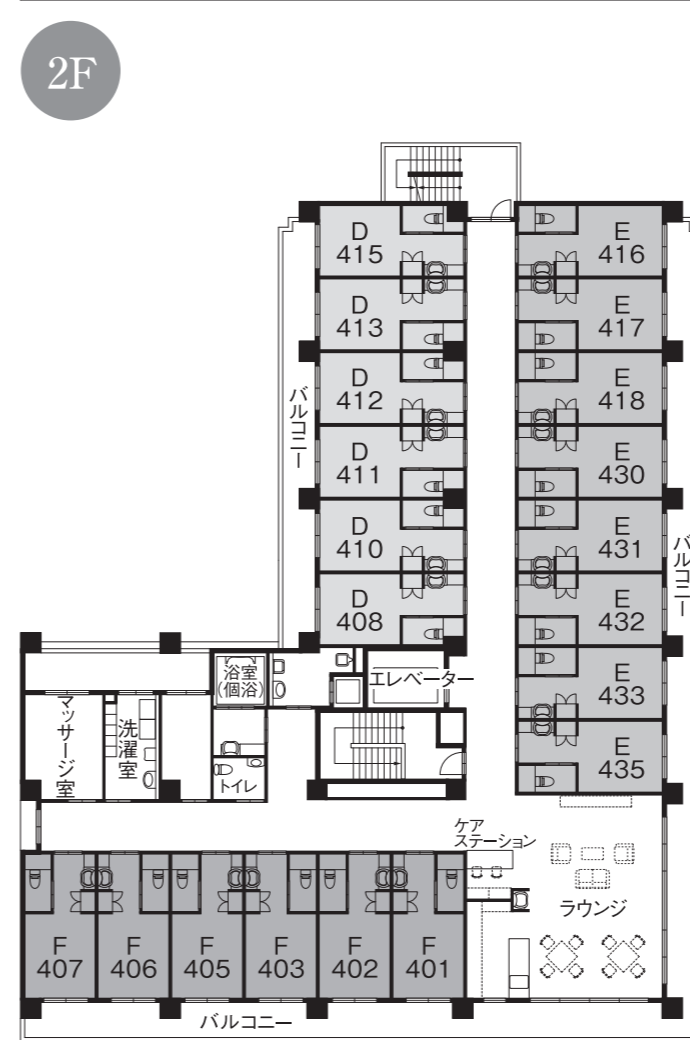 2F
D
415
E
416
D
413
E
417
D
412
E
418
D
411
E
430
D
410
E
431
D
408
E
432
E
433
E
435
バルコニー
バルコニー
浴室
(個浴)
エレベーター
マッサージ室
洗濯室
トイレ
ケア
ステーション
ラウンジ
F
407
F
406
F
405
F
403
F
402
F
401
バルコニー